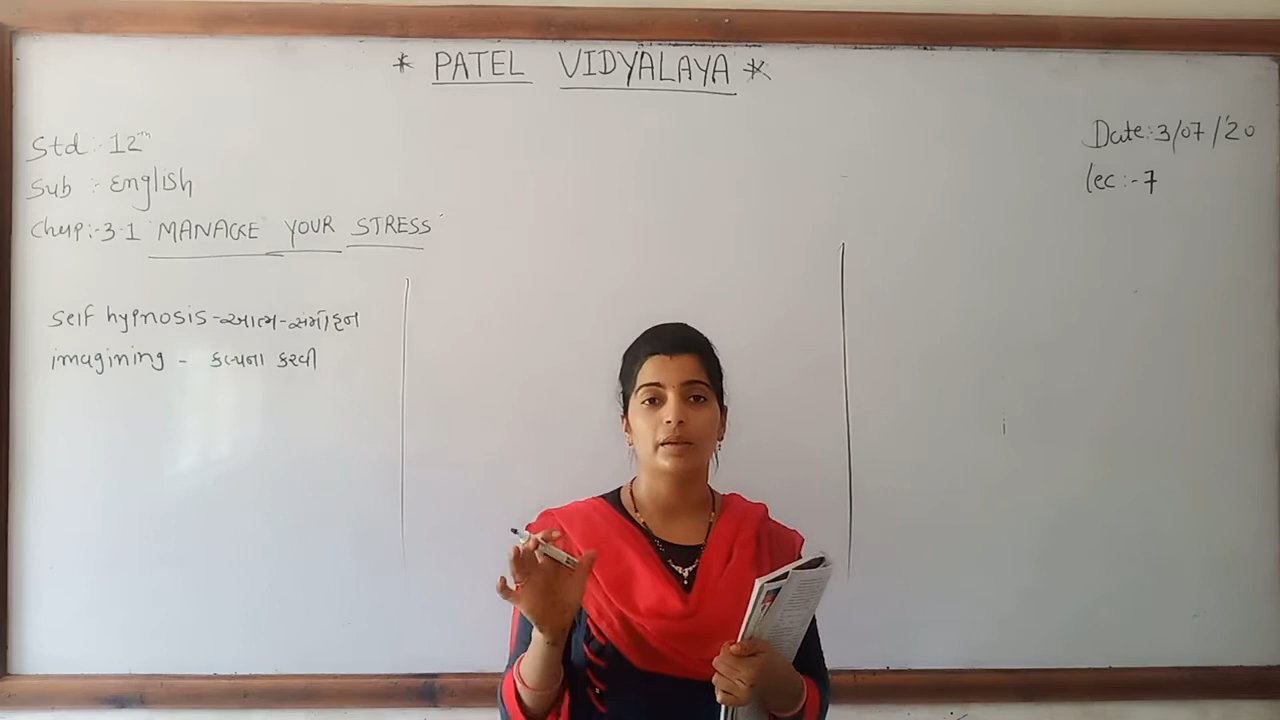 * PATEL VIDYALAYA *
Std :- 12th
Date :- 3/07/'20
Sub :- English
lec :- 7
Chap :- 3.1 "MANAGE YOUR STRESS"
self hypnosis - આત્મ-સંમોહન
imagining - કલ્પના કરવી